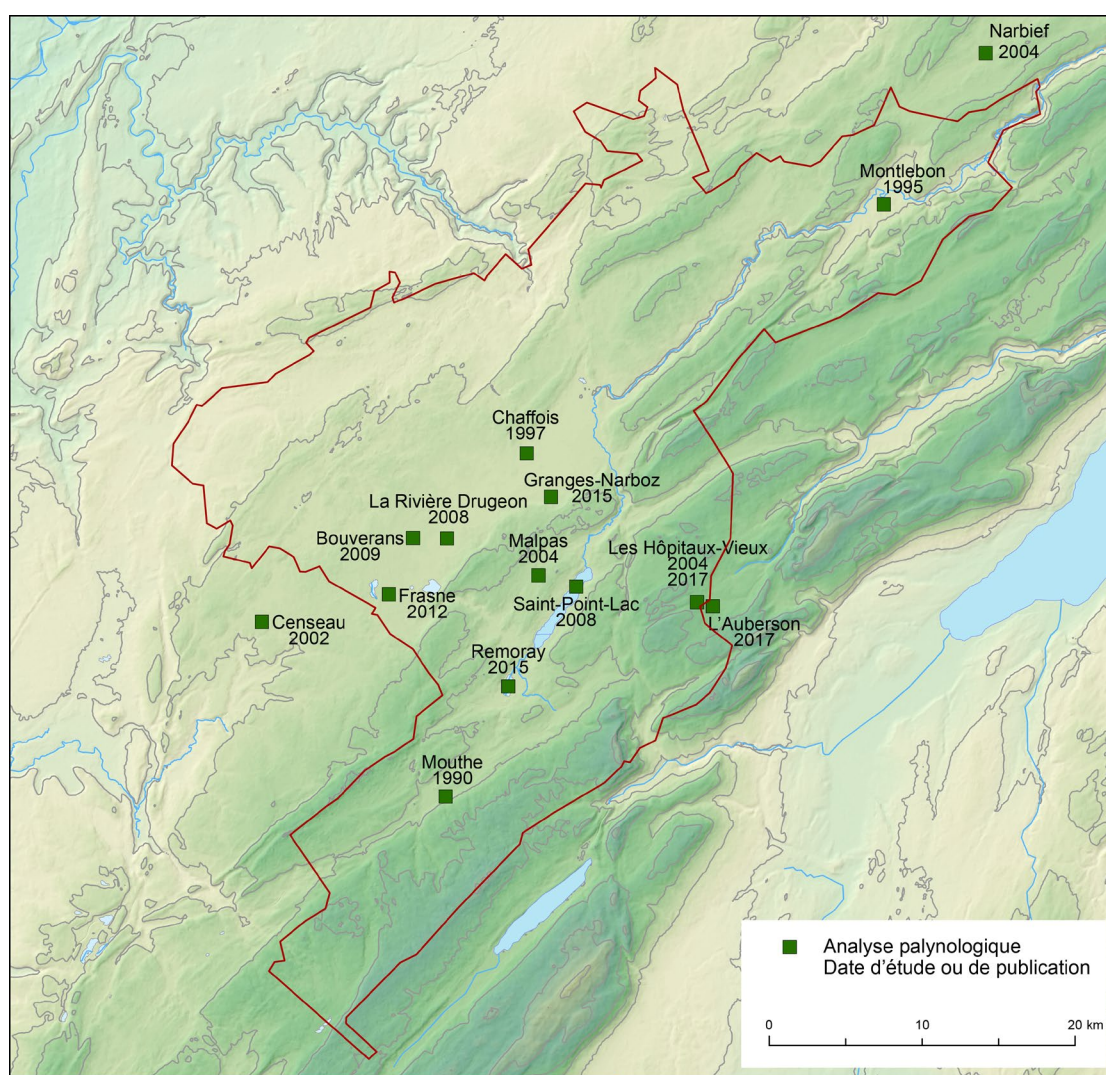 Narbief
2004
Montlebon
1995
Chaffois
1997
Granges-Narboz
2015
La Rivière Drugeon
2008
Bouverans
2009
Malpas
2004
Les Hôpitaux-Vieux
2004
2017
Frasne
2012
Saint-Point-Lac
2008
Censeau
2002
L'Auberson
2017
Remoray
2015
Mouthe
1990
Analyse palynologique
Date d'étude ou de publication
0 10 20 km